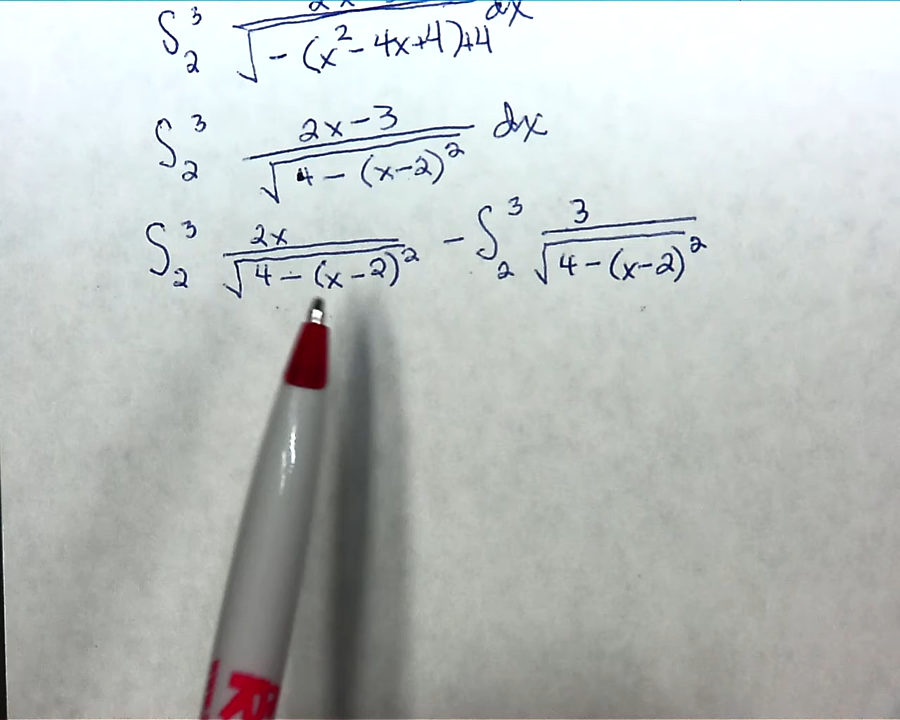 ∫₂³ 2x dx / √(-(x² - 4x + 4) + 4)
∫₂³ (2x - 3) / √(4 - (x-2)²) dx
∫₂³ 2x / √(4 - (x-2)²) - ∫₂³ 3 / √(4 - (x-2)²)